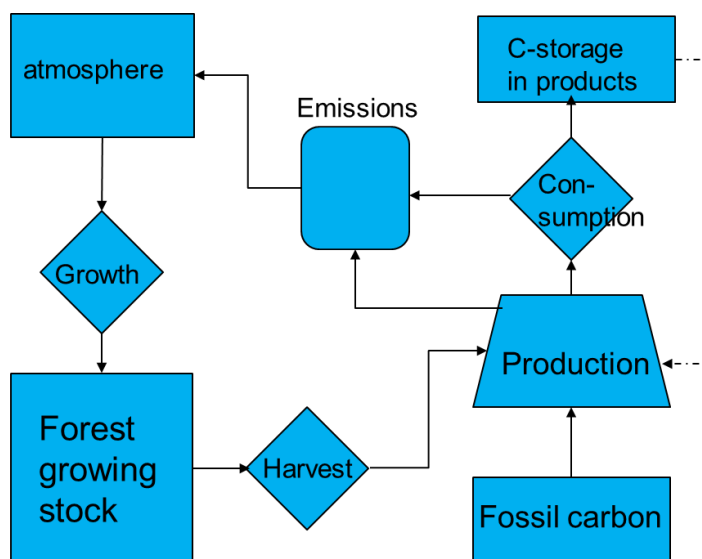 atmosphere
C-storage
in products
Emissions
Con-
sumption
Growth
Production
Forest
growing
stock
Harvest
Fossil carbon